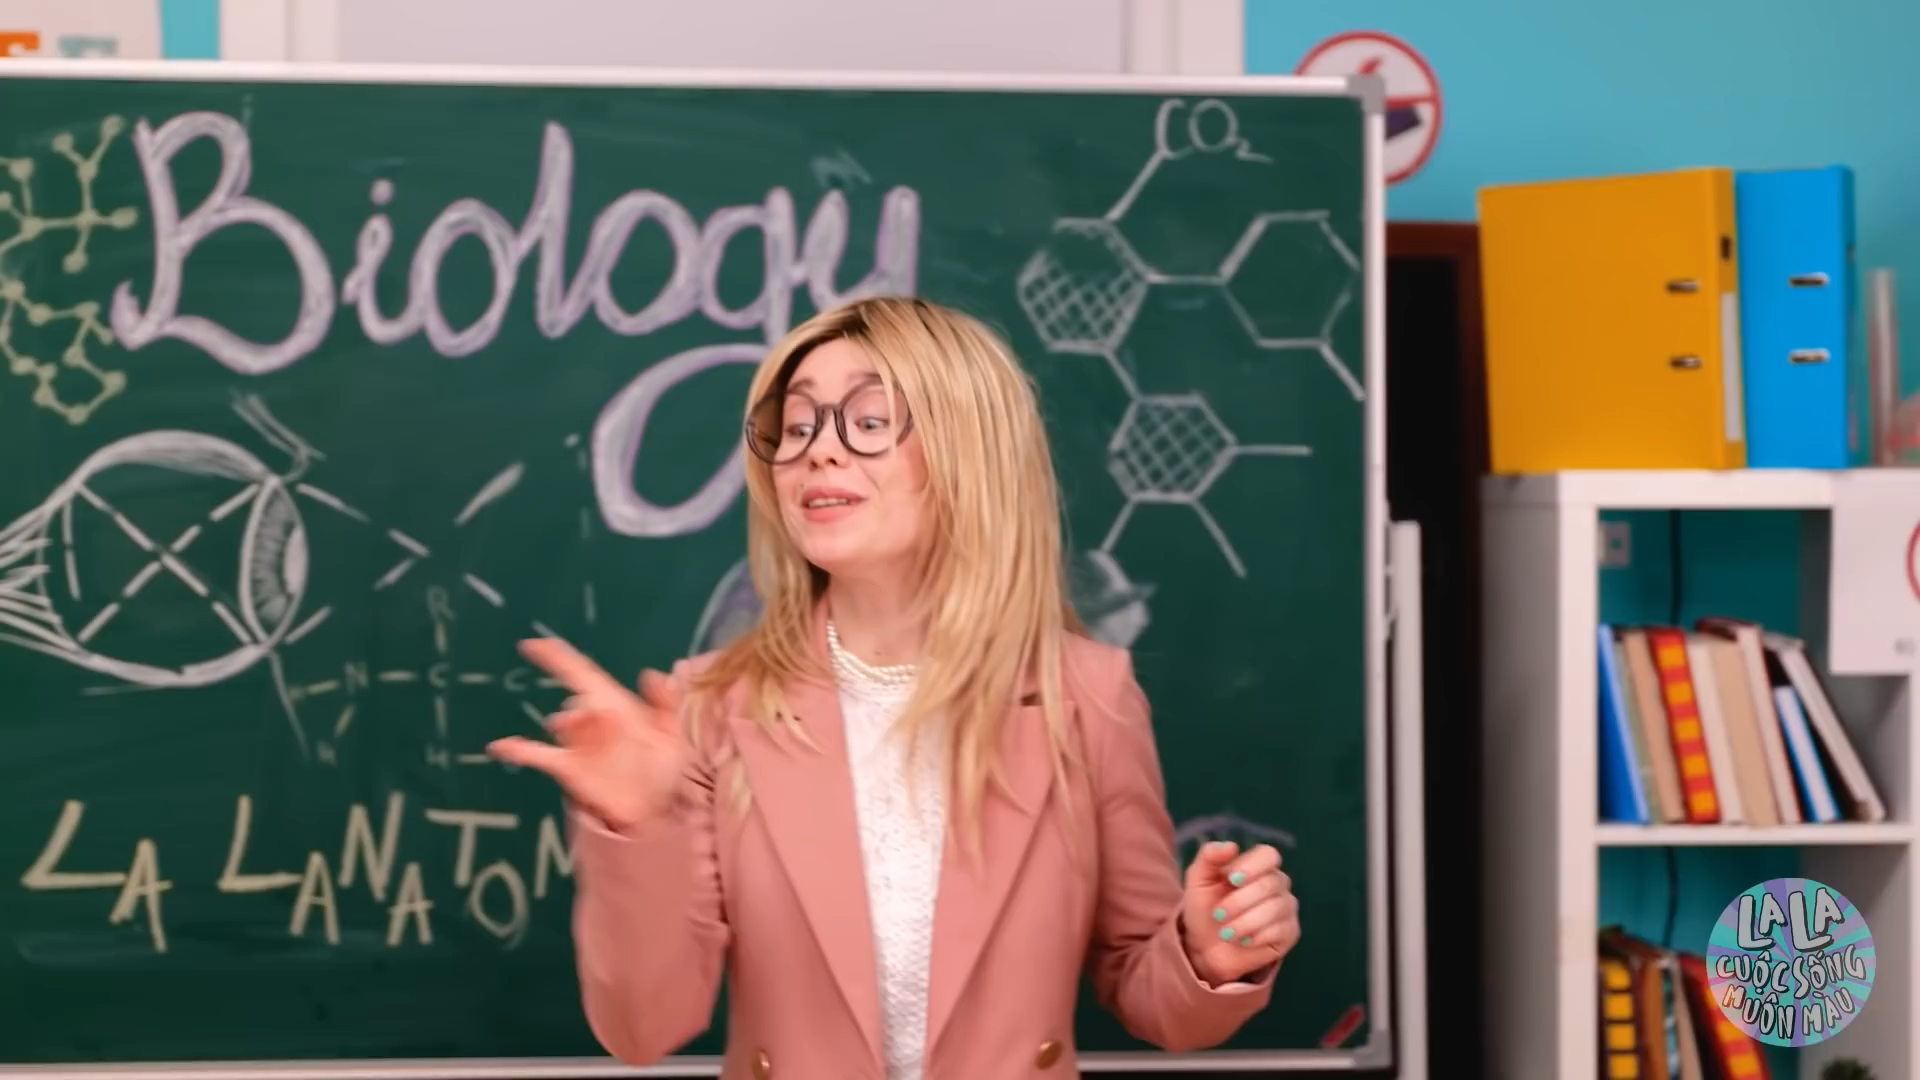 Biology
CO2
R
N C C
H
H
LA LANATOM
LA LA
CUỘC SỐNG
MUÔN MÀU